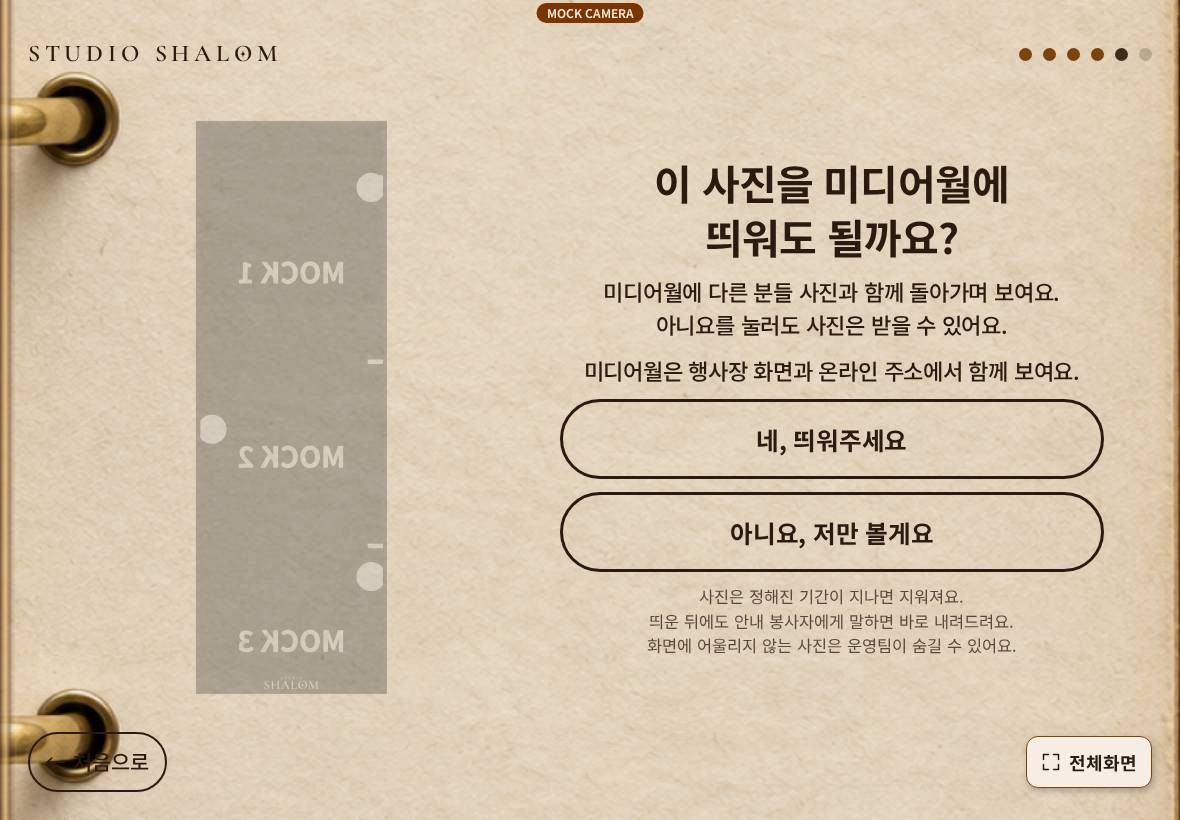 MOCK CAMERA
STUDIO SHALOM
MOCK 1
MOCK 2
MOCK 3
SHALOM
이 사진을 미디어월에
띄워도 될까요?
미디어월에 다른 분들 사진과 함께 돌아가며 보여요.
아니요를 눌러도 사진은 받을 수 있어요.
미디어월은 행사장 화면과 온라인 주소에서 함께 보여요.
네, 띄워주세요
아니요, 저만 볼게요
사진은 정해진 기간이 지나면 지워져요.
띄운 뒤에도 안내 봉사자에게 말하면 바로 내려드려요.
화면에 어울리지 않는 사진은 운영팀이 숨길 수 있어요.
← 처음으로
전체화면